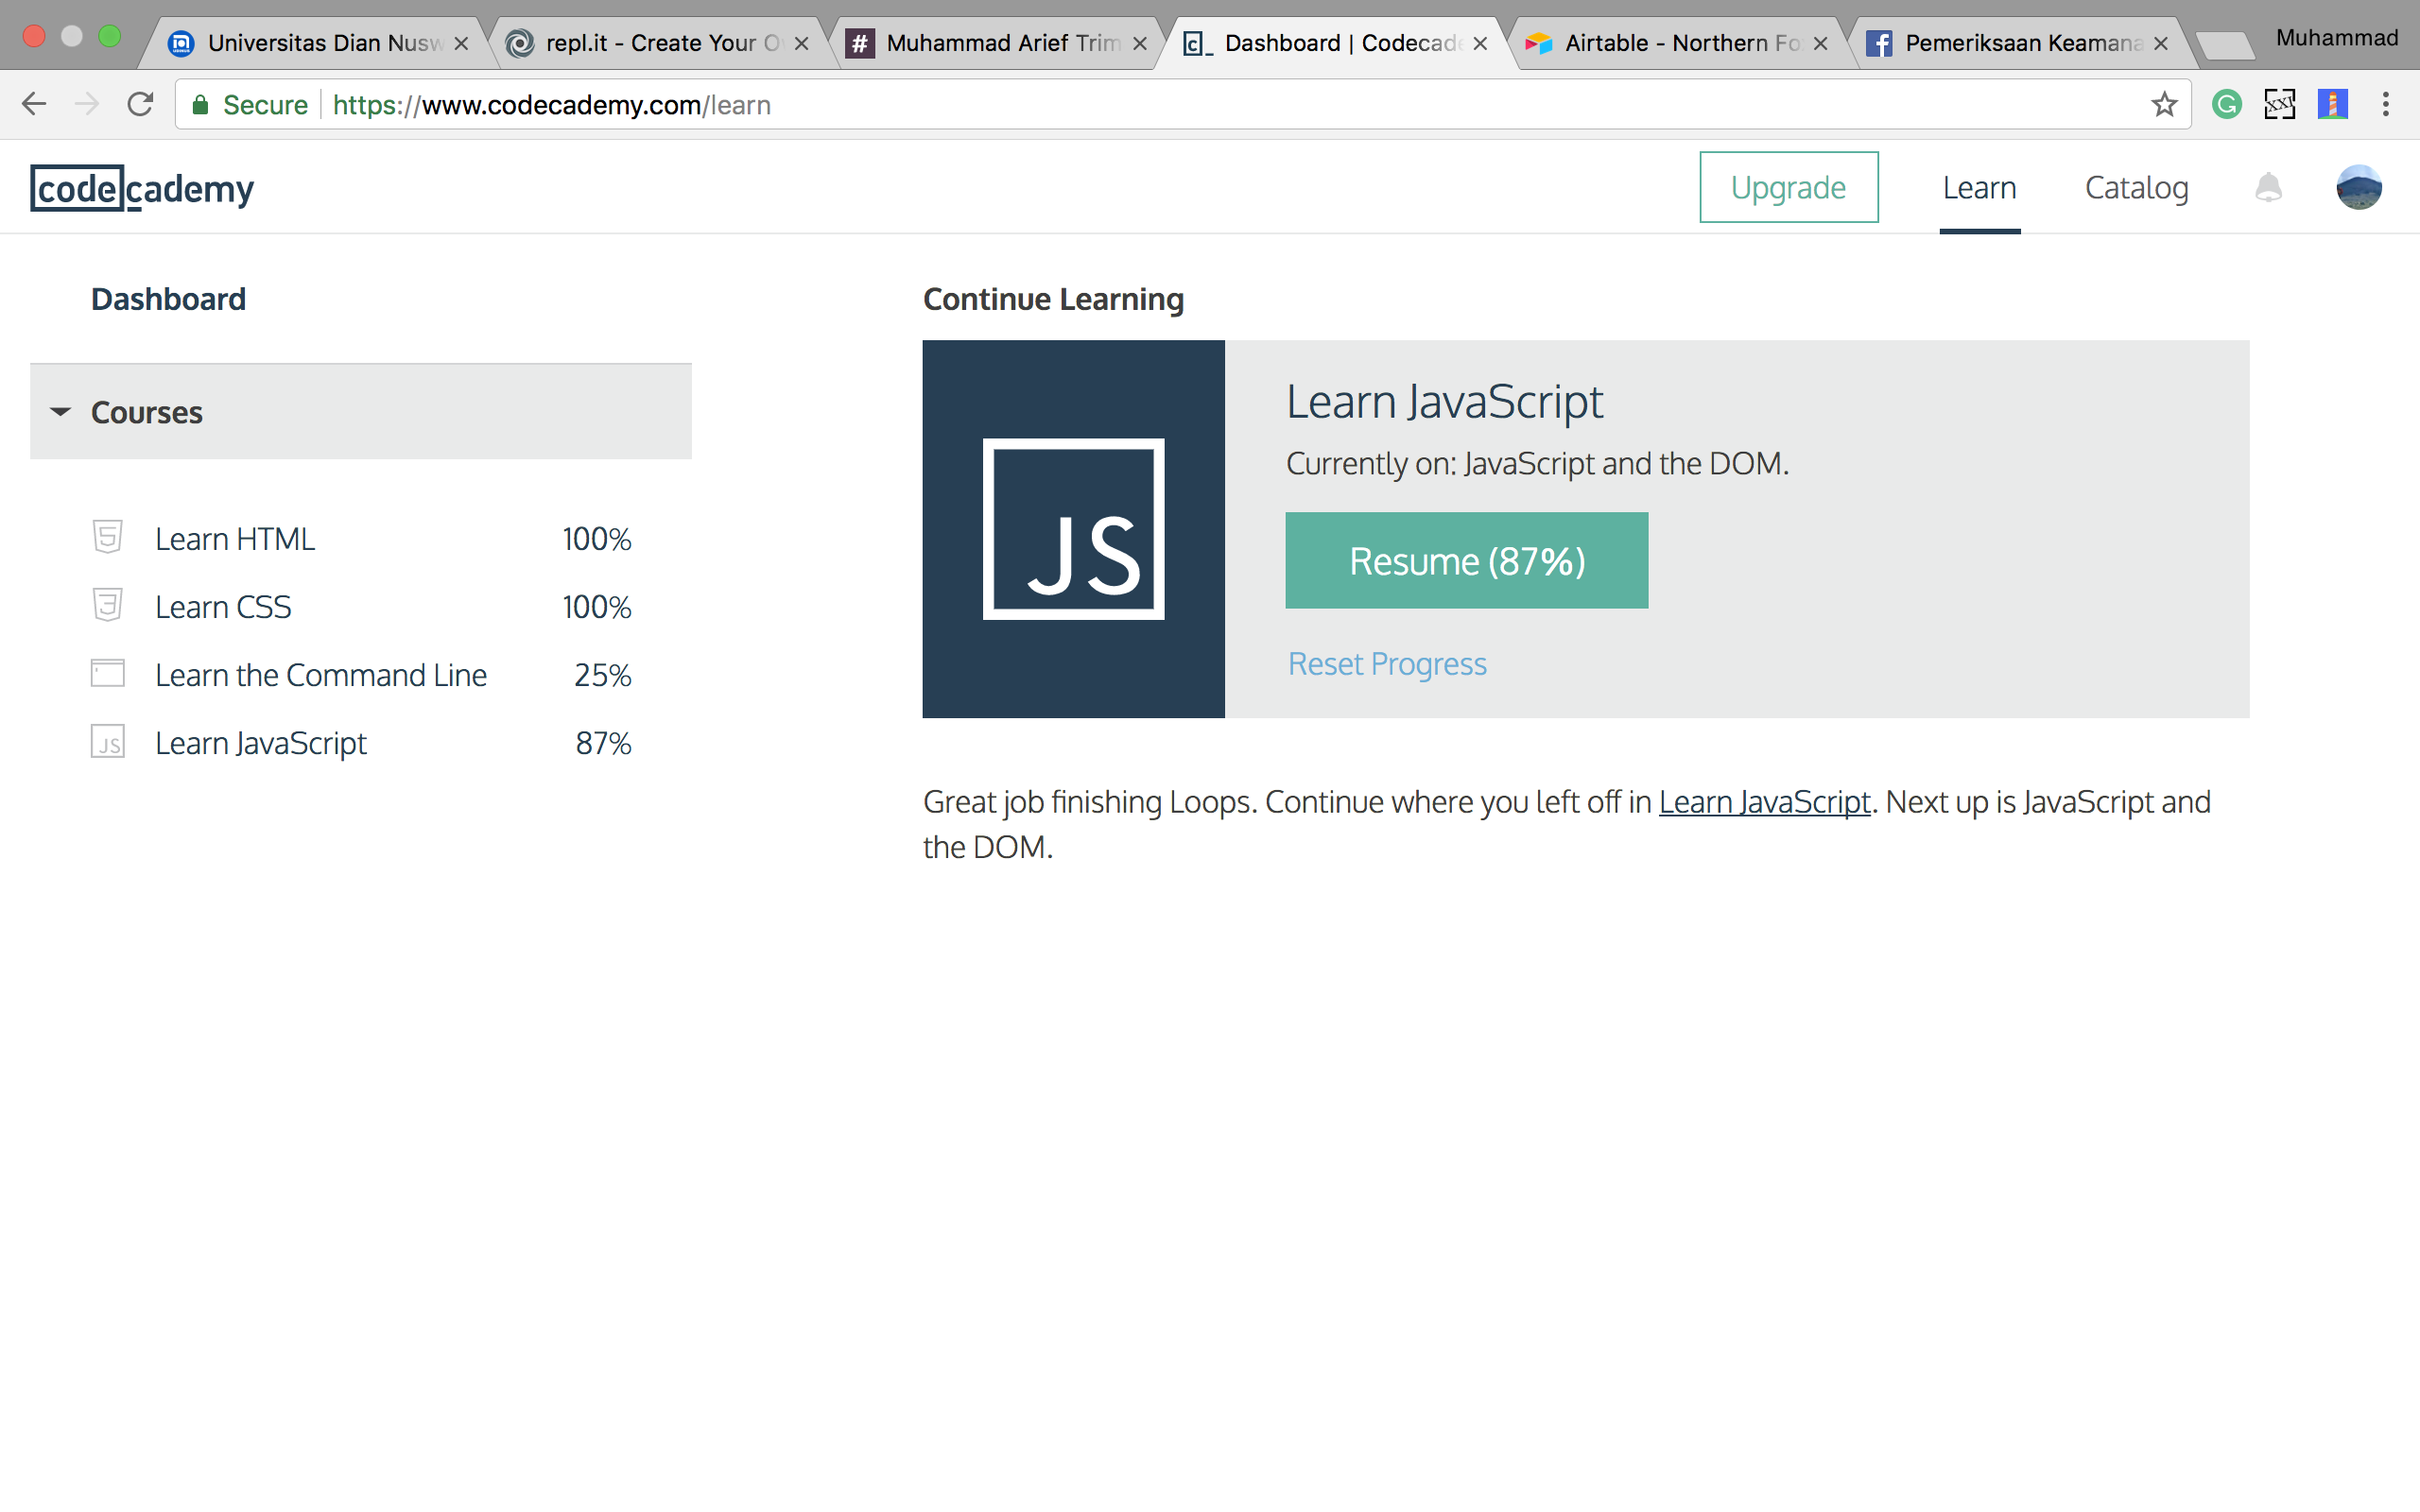 Universitas Dian Nusw
repl.it - Create Your O
# Muhammad Arief Trim
c_ Dashboard | Codecade
Airtable - Northern Fo
Pemeriksaan Keamana
Muhammad
Secure https://www.codecademy.com/learn
codecademy
Upgrade
Learn
Catalog
Dashboard
Courses
Learn HTML 100%
Learn CSS 100%
Learn the Command Line 25%
JS Learn JavaScript 87%
Continue Learning
JS
Learn JavaScript
Currently on: JavaScript and the DOM.
Resume (87%)
Reset Progress
Great job finishing Loops. Continue where you left off in Learn JavaScript. Next up is JavaScript and
the DOM.